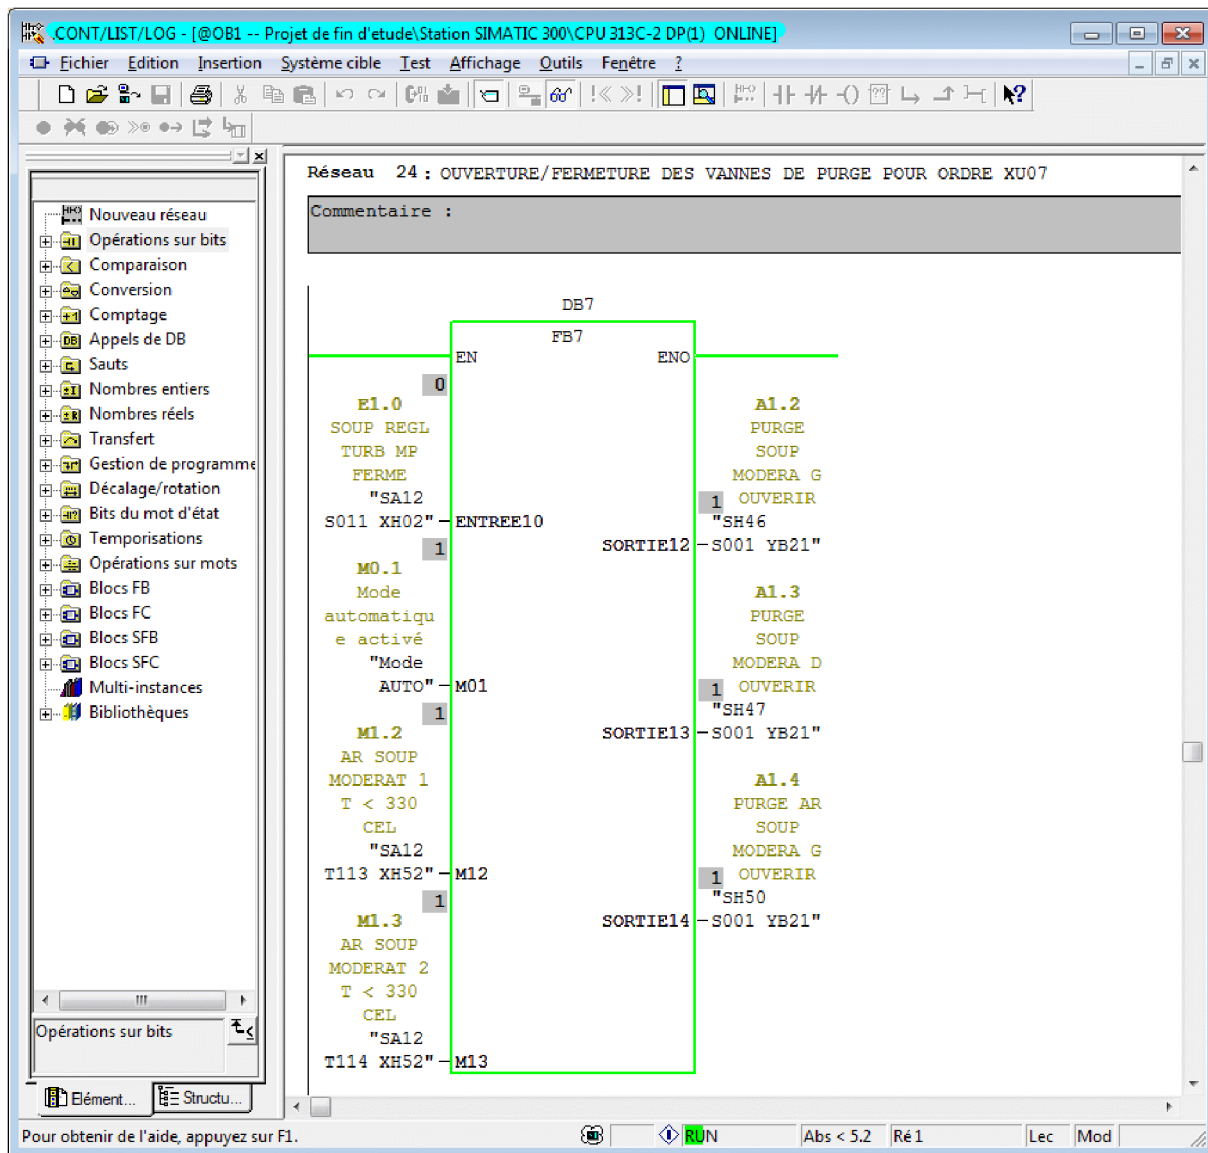 CONT/LIST/LOG - [@OB1 -- Projet de fin d'etude\Station SIMATIC 300\CPU 313C-2 DP(1) ONLINE]
Fichier Edition Insertion Système cible Test Affichage Outils Fenêtre ?
Nouveau réseau
Opérations sur bits
Comparaison
Conversion
Comptage
Appels de DB
Sauts
Nombres entiers
Nombres réels
Transfert
Gestion de programme
Décalage/rotation
Bits du mot d'état
Temporisations
Opérations sur mots
Blocs FB
Blocs FC
Blocs SFB
Blocs SFC
Multi-instances
Bibliothèques
Opérations sur bits
Elément... Structu...
Réseau 24 : OUVERTURE/FERMETURE DES VANNES DE PURGE POUR ORDRE XU07
Commentaire :
DB7
FB7
EN ENO
0
E1.0
SOUP REGL
TURB MP
FERME
"SA12
S011 XH02" ENTREE10
1
M0.1
Mode
automatiqu
e activé
"Mode
AUTO" M01
1
M1.2
AR SOUP
MODERAT 1
T < 330
CEL
"SA12
T113 XH52" M12
1
M1.3
AR SOUP
MODERAT 2
T < 330
CEL
"SA12
T114 XH52" M13
A1.2
PURGE
SOUP
MODERA G
1 OUVERIR
"SH46
SORTIE12 S001 YB21"
A1.3
PURGE
SOUP
MODERA D
1 OUVERIR
"SH47
SORTIE13 S001 YB21"
A1.4
PURGE AR
SOUP
MODERA G
1 OUVERIR
"SH50
SORTIE14 S001 YB21"
Pour obtenir de l'aide, appuyez sur F1. RUN Abs < 5.2 Ré 1 Lec Mod